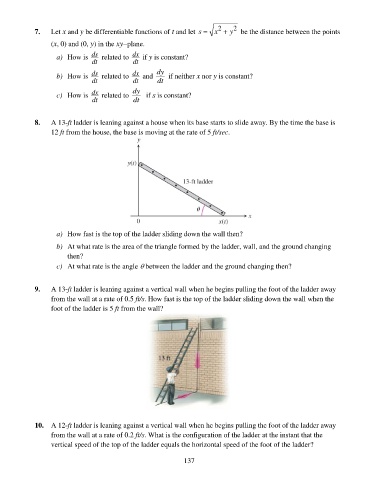 7. Let x and y be differentiable functions of t and let s = √x² + y² be the distance between the points
(x, 0) and (0, y) in the xy–plane.
a) How is ds/dt related to dx/dt if y is constant?
b) How is ds/dt related to dx/dt and dy/dt if neither x nor y is constant?
c) How is ds/dt related to dy/dt if x is constant?
8. A 13-ft ladder is leaning against a house when its base starts to slide away. By the time the base is
12 ft from the house, the base is moving at the rate of 5 ft/sec.
y
y(t)
13-ft ladder
θ
x
0
x(t)
a) How fast is the top of the ladder sliding down the wall then?
b) At what rate is the area of the triangle formed by the ladder, wall, and the ground changing
then?
c) At what rate is the angle θ between the ladder and the ground changing then?
9. A 13-ft ladder is leaning against a vertical wall when he begins pulling the foot of the ladder away
from the wall at a rate of 0.5 ft/s. How fast is the top of the ladder sliding down the wall when the
foot of the ladder is 5 ft from the wall?
13 ft
10. A 12-ft ladder is leaning against a vertical wall when he begins pulling the foot of the ladder away
from the wall at a rate of 0.2 ft/s. What is the configuration of the ladder at the instant that the
vertical speed of the top of the ladder equals the horizontal speed of the foot of the ladder?
137